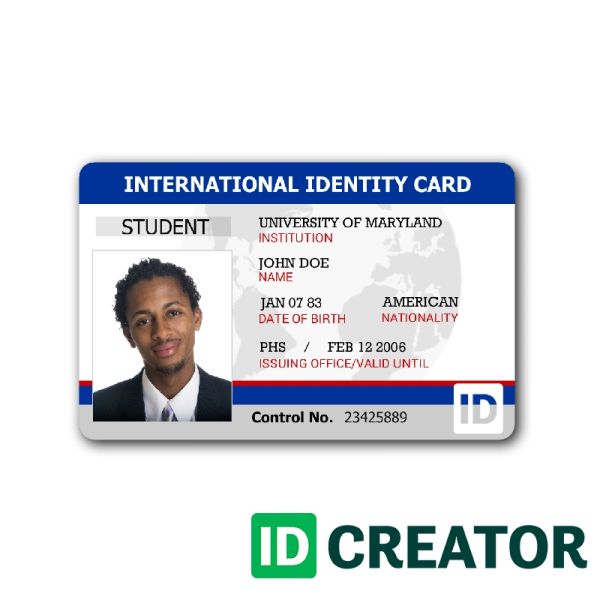 INTERNATIONAL IDENTITY CARD
STUDENT
UNIVERSITY OF MARYLAND
INSTITUTION
JOHN DOE
NAME
JAN 07 83 AMERICAN
DATE OF BIRTH NATIONALITY
PHS / FEB 12 2006
ISSUING OFFICE/VALID UNTIL
Control No. 23425889
ID
ID CREATOR